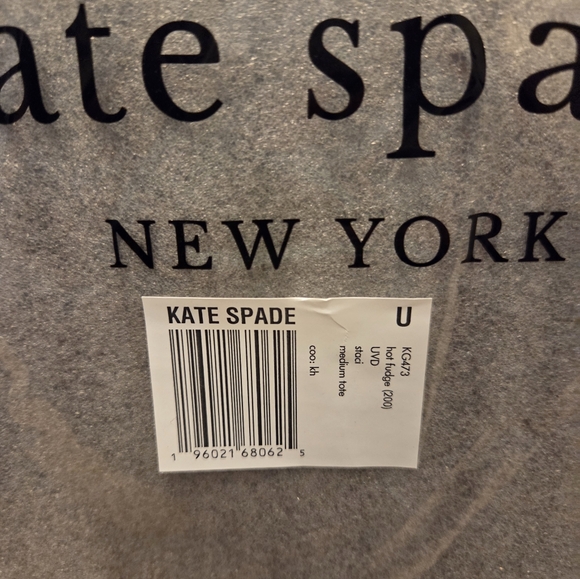 ate spa
NEW YORK
KATE SPADE U
KG473
hot fudge (200)
UVD
staci
medium tote
coo: kh
1 96021 68062 5